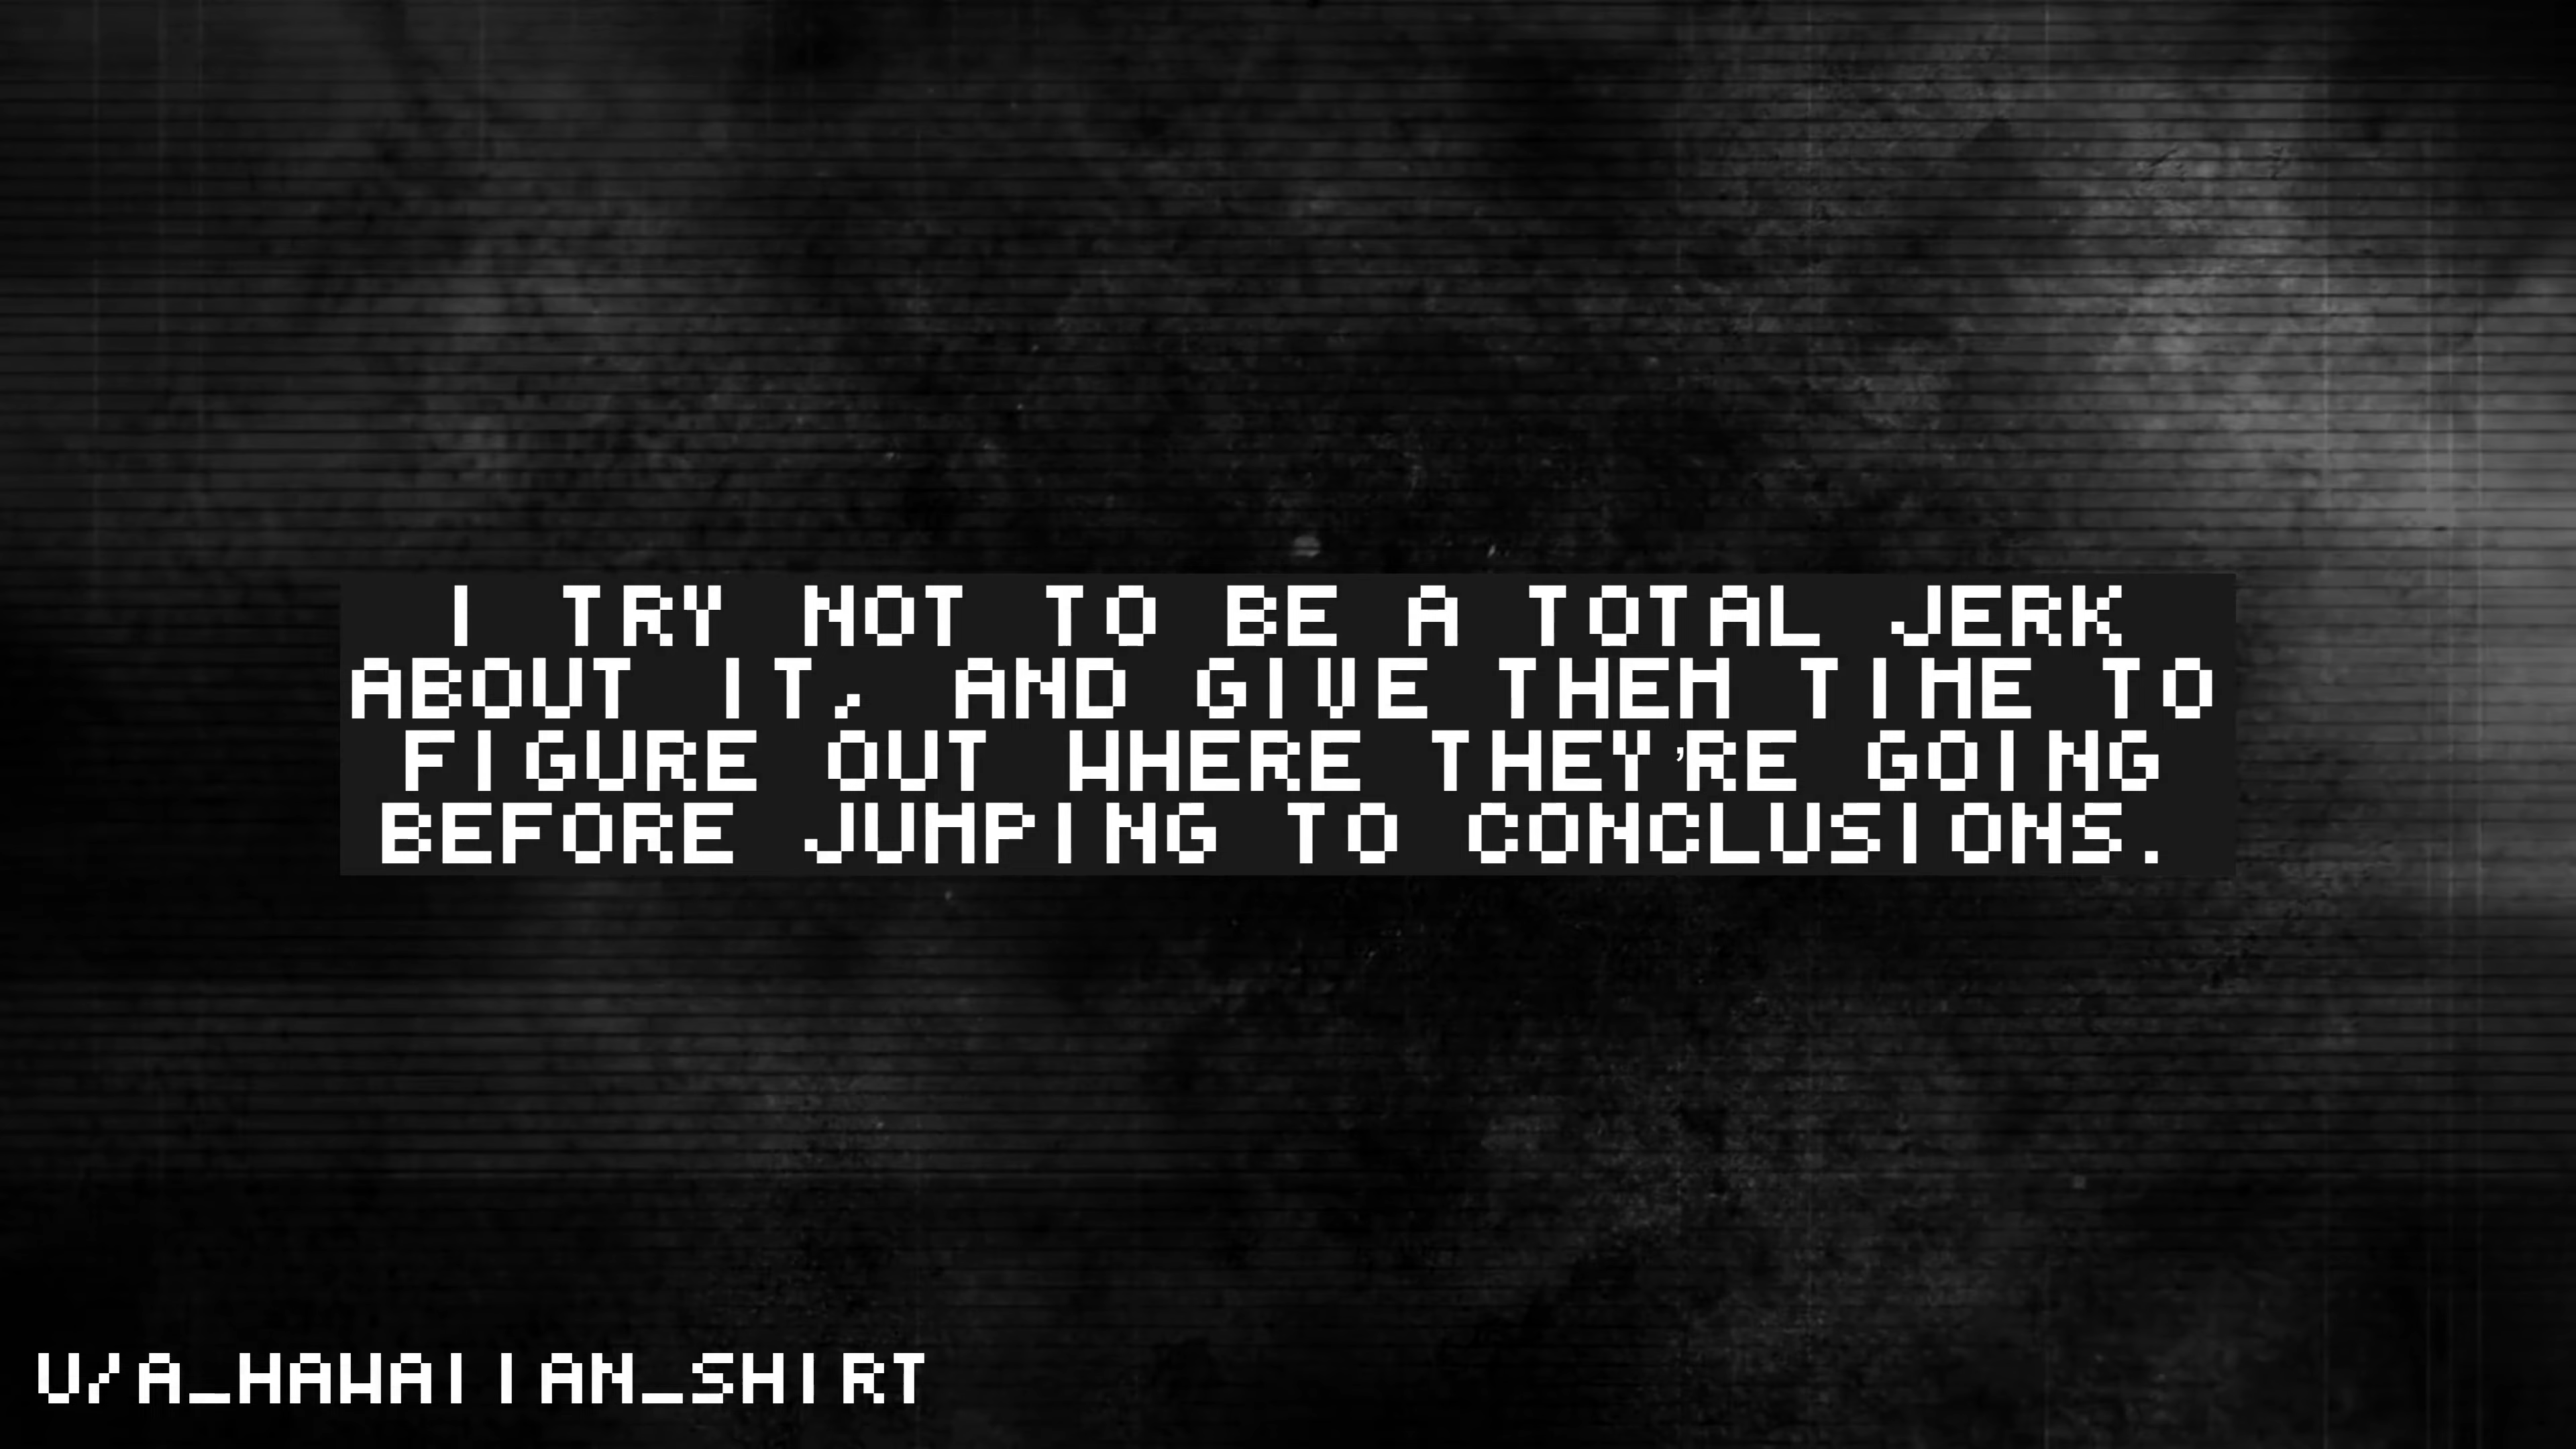 I TRY NOT TO BE A TOTAL JERK
ABOUT IT, AND GIVE THEM TIME TO
FIGURE OUT WHERE THEY'RE GOING
BEFORE JUMPING TO CONCLUSIONS.
U/A_HAWAIIAN_SHIRT